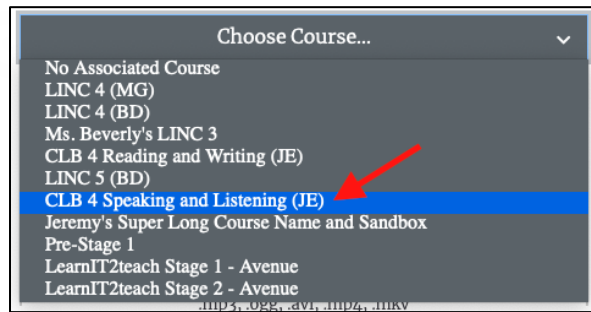 Choose Course...
No Associated Course
LINC 4 (MG)
LINC 4 (BD)
Ms. Beverly's LINC 3
CLB 4 Reading and Writing (JE)
LINC 5 (BD)
CLB 4 Speaking and Listening (JE)
Jeremy's Super Long Course Name and Sandbox
Pre-Stage 1
LearnIT2teach Stage 1 - Avenue
LearnIT2teach Stage 2 - Avenue
.mp3, .ogg, .avi, .mp4, .mkv